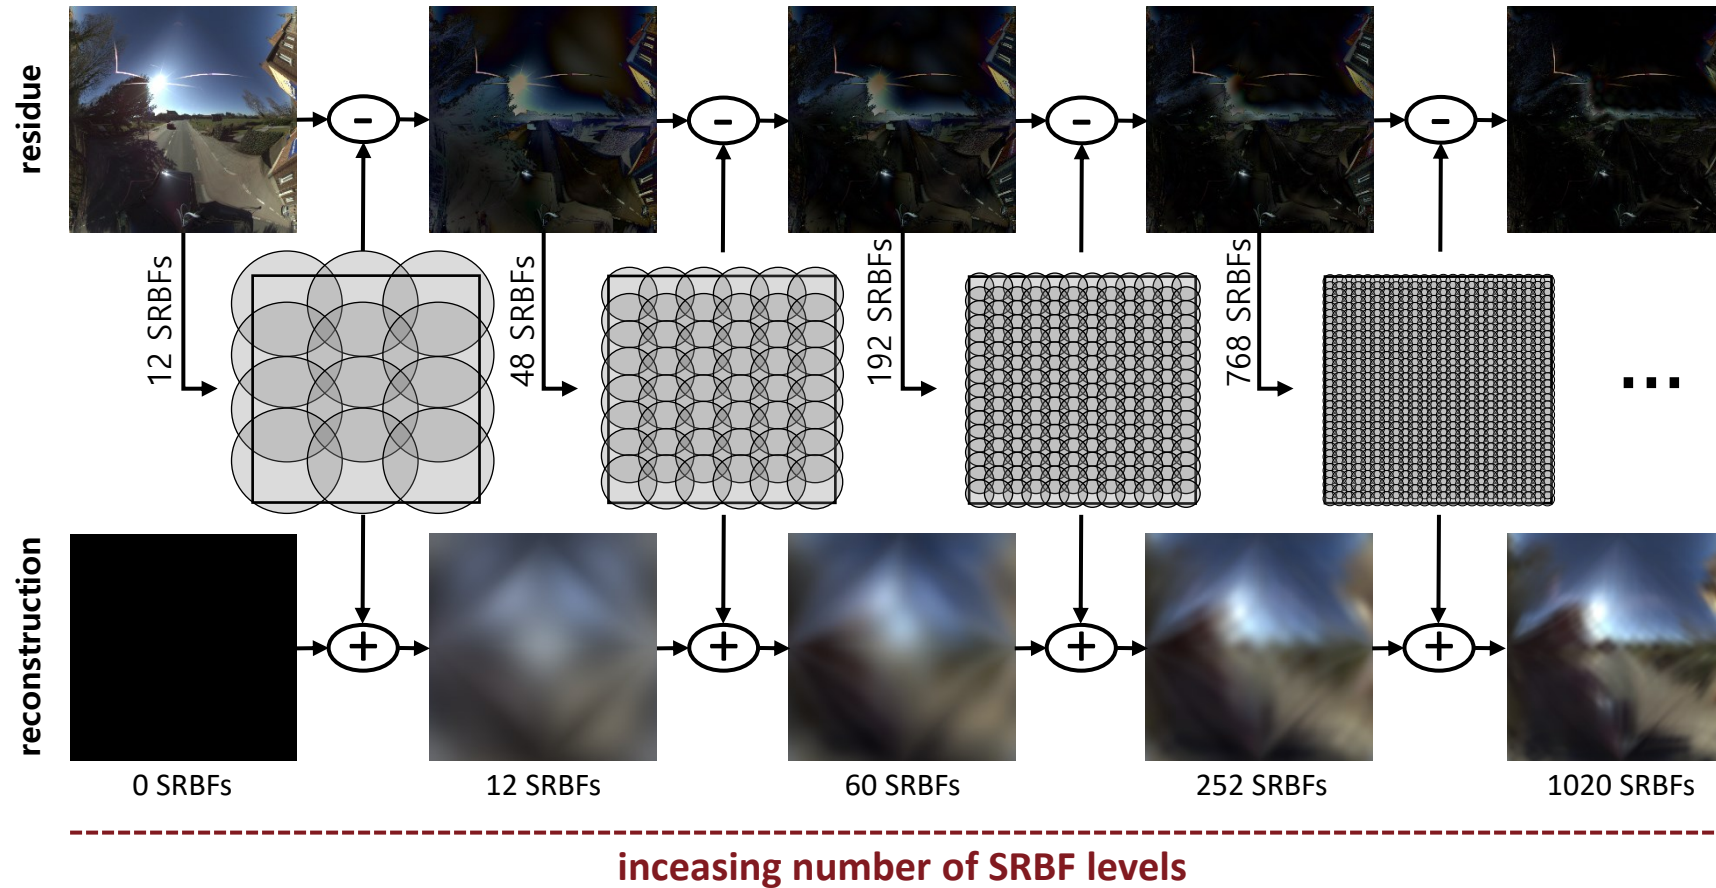 residue
-
-
-
-
12 SRBFs
48 SRBFs
192 SRBFs
768 SRBFs
...
reconstruction
+
+
+
+
0 SRBFs
12 SRBFs
60 SRBFs
252 SRBFs
1020 SRBFs
inceasing number of SRBF levels